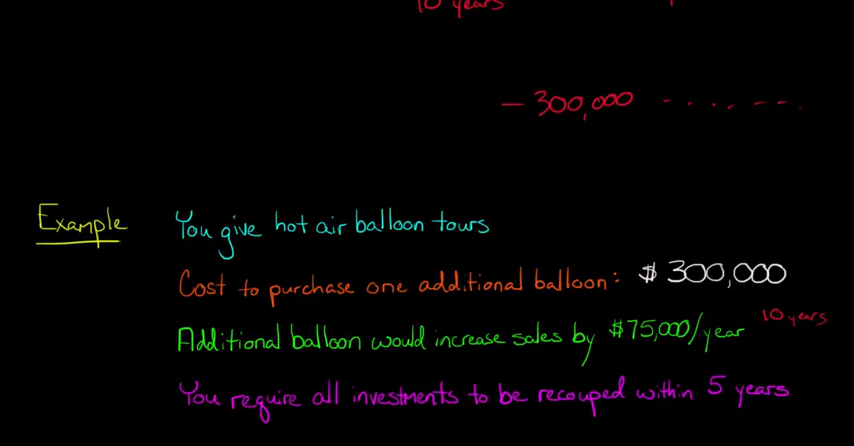 10 years
- 300,000 - - . . . - - .
Example You give hot air balloon tours
Cost to purchase one additional balloon: $300,000
Additional balloon would increase sales by $75,000/year 10 years
You require all investments to be recouped within 5 years